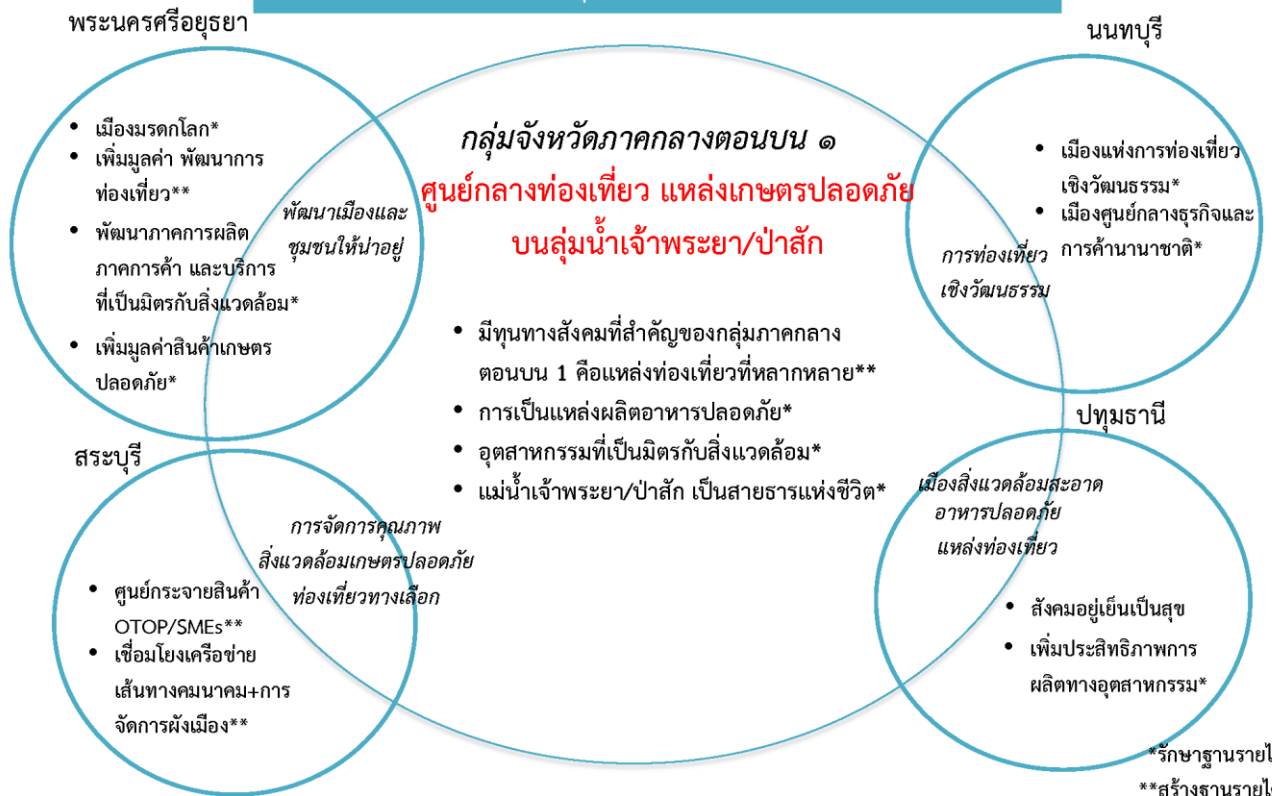 พระนครศรีอยุธยา
• เมืองมรดกโลก*
• เพิ่มมูลค่า พัฒนาการ
ท่องเที่ยว**
• พัฒนาภาคการผลิต
ภาคการค้า และบริการ
ที่เป็นมิตรกับสิ่งแวดล้อม*
• เพิ่มมูลค่าสินค้าเกษตร
ปลอดภัย*
พัฒนาเมืองและ
ชุมชนให้น่าอยู่
กลุ่มจังหวัดภาคกลางตอนบน ๑
ศูนย์กลางท่องเที่ยว แหล่งเกษตรปลอดภัย
บนลุ่มน้ำเจ้าพระยา/ป่าสัก
• มีทุนทางสังคมที่สำคัญของกลุ่มภาคกลาง
ตอนบน 1 คือแหล่งท่องเที่ยวที่หลากหลาย**
• การเป็นแหล่งผลิตอาหารปลอดภัย*
• อุตสาหกรรมที่เป็นมิตรกับสิ่งแวดล้อม*
• แม่น้ำเจ้าพระยา/ป่าสัก เป็นสายธารแห่งชีวิต*
นนทบุรี
• เมืองแห่งการท่องเที่ยว
เชิงวัฒนธรรม*
• เมืองศูนย์กลางธุรกิจและ
การค้านานาชาติ*
การท่องเที่ยว
เชิงวัฒนธรรม
สระบุรี
การจัดการคุณภาพ
สิ่งแวดล้อมเกษตรปลอดภัย
ท่องเที่ยวทางเลือก
• ศูนย์กระจายสินค้า
OTOP/SMEs**
• เชื่อมโยงเครือข่าย
เส้นทางคมนาคม+การ
จัดการผังเมือง**
ปทุมธานี
เมืองสิ่งแวดล้อมสะอาด
อาหารปลอดภัย
แหล่งท่องเที่ยว
• สังคมอยู่เย็นเป็นสุข
• เพิ่มประสิทธิภาพการ
ผลิตทางอุตสาหกรรม*
*รักษาฐานรายไ
**สร้างฐานรายไ